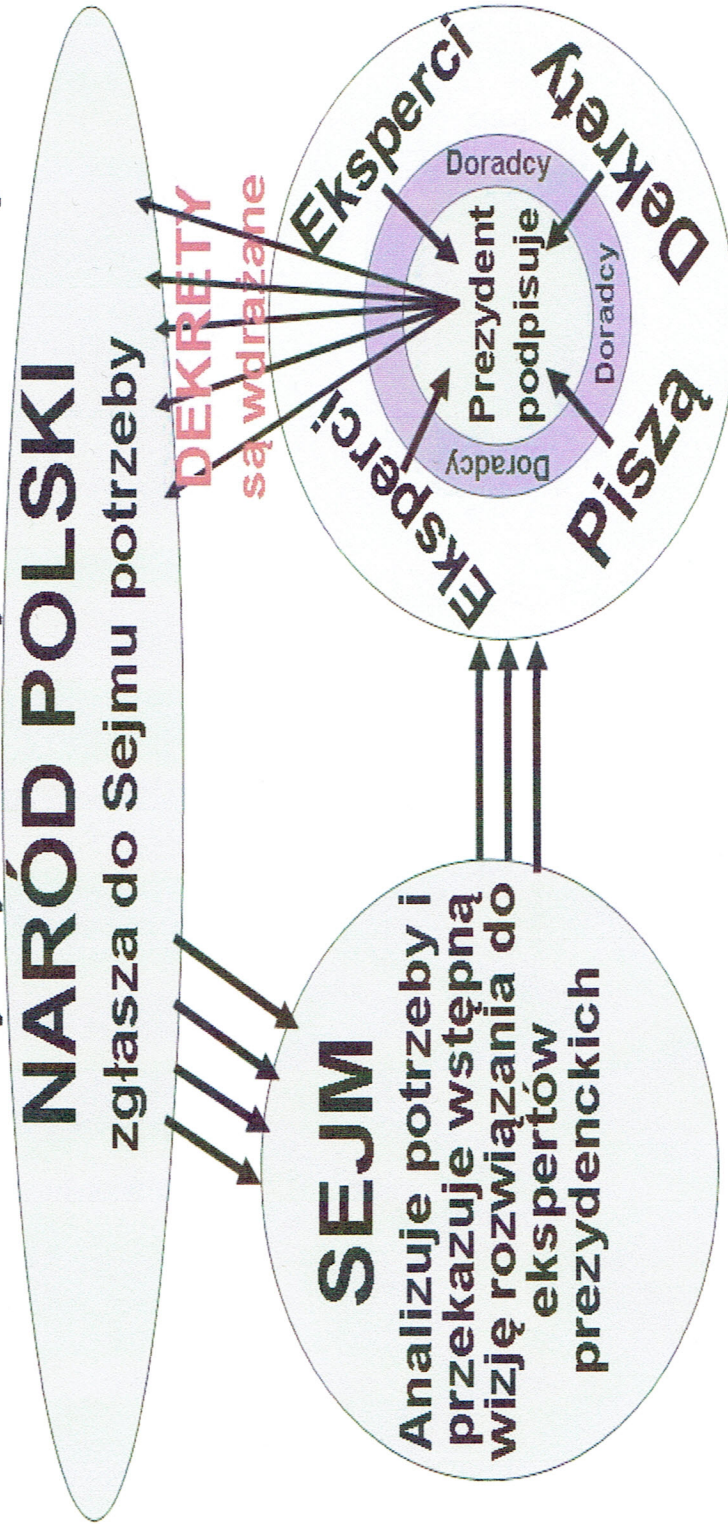 NARÓD POLSKI
zgłasza do Sejmu potrzeby
SEJM
Analizuje potrzeby i
przekazuje wstępną
wizję rozwiązania do
ekspertów
prezydenckich
DEKRETY
są wdrażane
Eksperci
Eksperci
Piszą
Dekrety
Doradcy
Doradcy
Doradcy
Prezydent
podpisuje